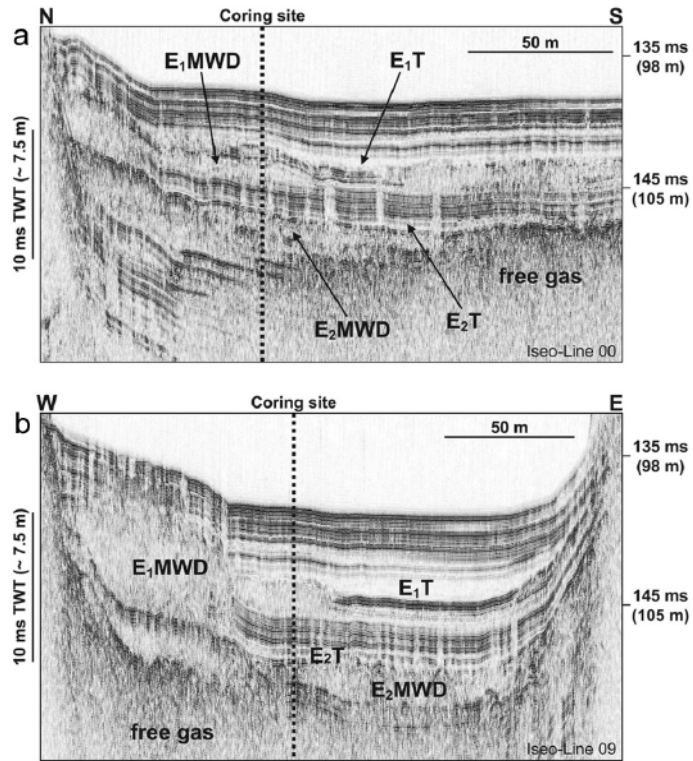 a
N
Coring site
S
50 m
135 ms
(98 m)
E₁MWD
E₁T
10 ms TWT (~ 7.5 m)
145 ms
(105 m)
free gas
E₂MWD
E₂T
Iseo-Line 00
b
W
Coring site
E
50 m
135 ms
(98 m)
10 ms TWT (~ 7.5 m)
E₁MWD
E₁T
145 ms
(105 m)
E₂T
E₂MWD
free gas
Iseo-Line 09